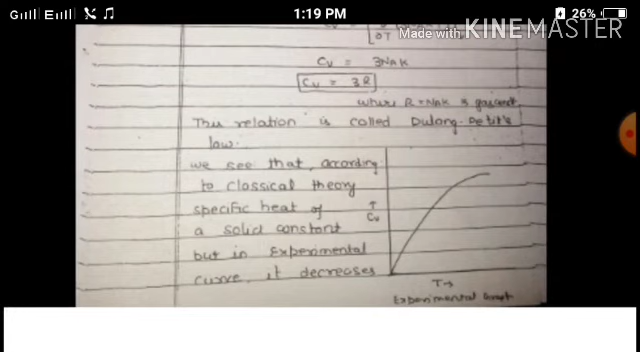 1:19 PM
26%
Made with KINEMASTER
∂T
Cv = 3NAK
Cv = 3R
where R = NAK is gas const
This relation is called Dulong-Petit's
law.
we see that, arording
to classical theory
specific heat of
a solid constant
but in Experimental
curve, it decreases
↑
Cv
T→
Experimental Graph